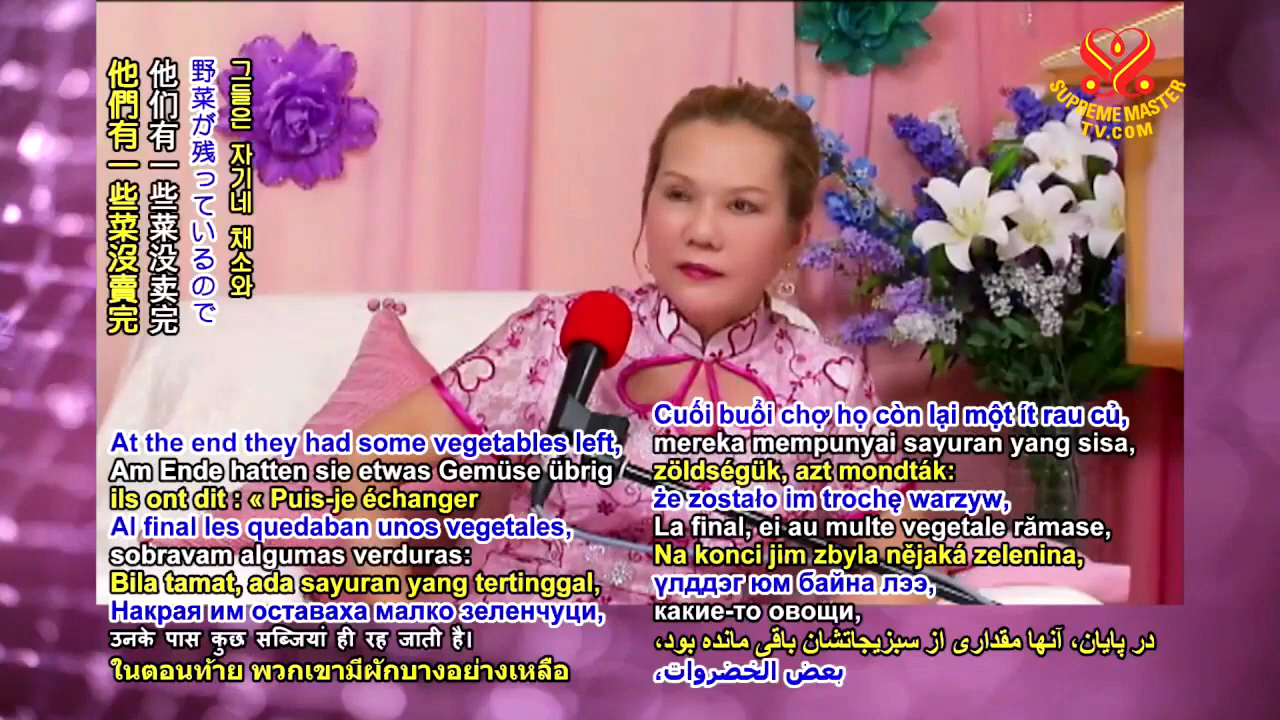 SUPREME MASTER
TV.COM
그들은 자기네 채소와
野菜が残っているので
他们有一些菜没卖完
他們有一些菜沒賣完
At the end they had some vegetables left,
Am Ende hatten sie etwas Gemüse übrig
ils ont dit : « Puis-je échanger
Al final les quedaban unos vegetales,
sobravam algumas verduras:
Bila tamat, ada sayuran yang tertinggal,
Накрая им оставаха малко зеленчуци,
उनके पास कुछ सब्जियां ही रह जाती है।
ในตอนท้าย พวกเขามีผักบางอย่างเหลือ
Cuối buổi chợ họ còn lại một ít rau củ,
mereka mempunyai sayuran yang sisa,
zöldségük, azt mondták:
że zostało im trochę warzyw,
La final, ei au multe vegetale rămase,
Na konci jim zbyla nějaká zelenina,
үлддэг юм байна лээ,
какие-то овощи,
در پایان، آنها مقداری از سبزیجاتشان باقی مانده بود،
بعض الخضروات،